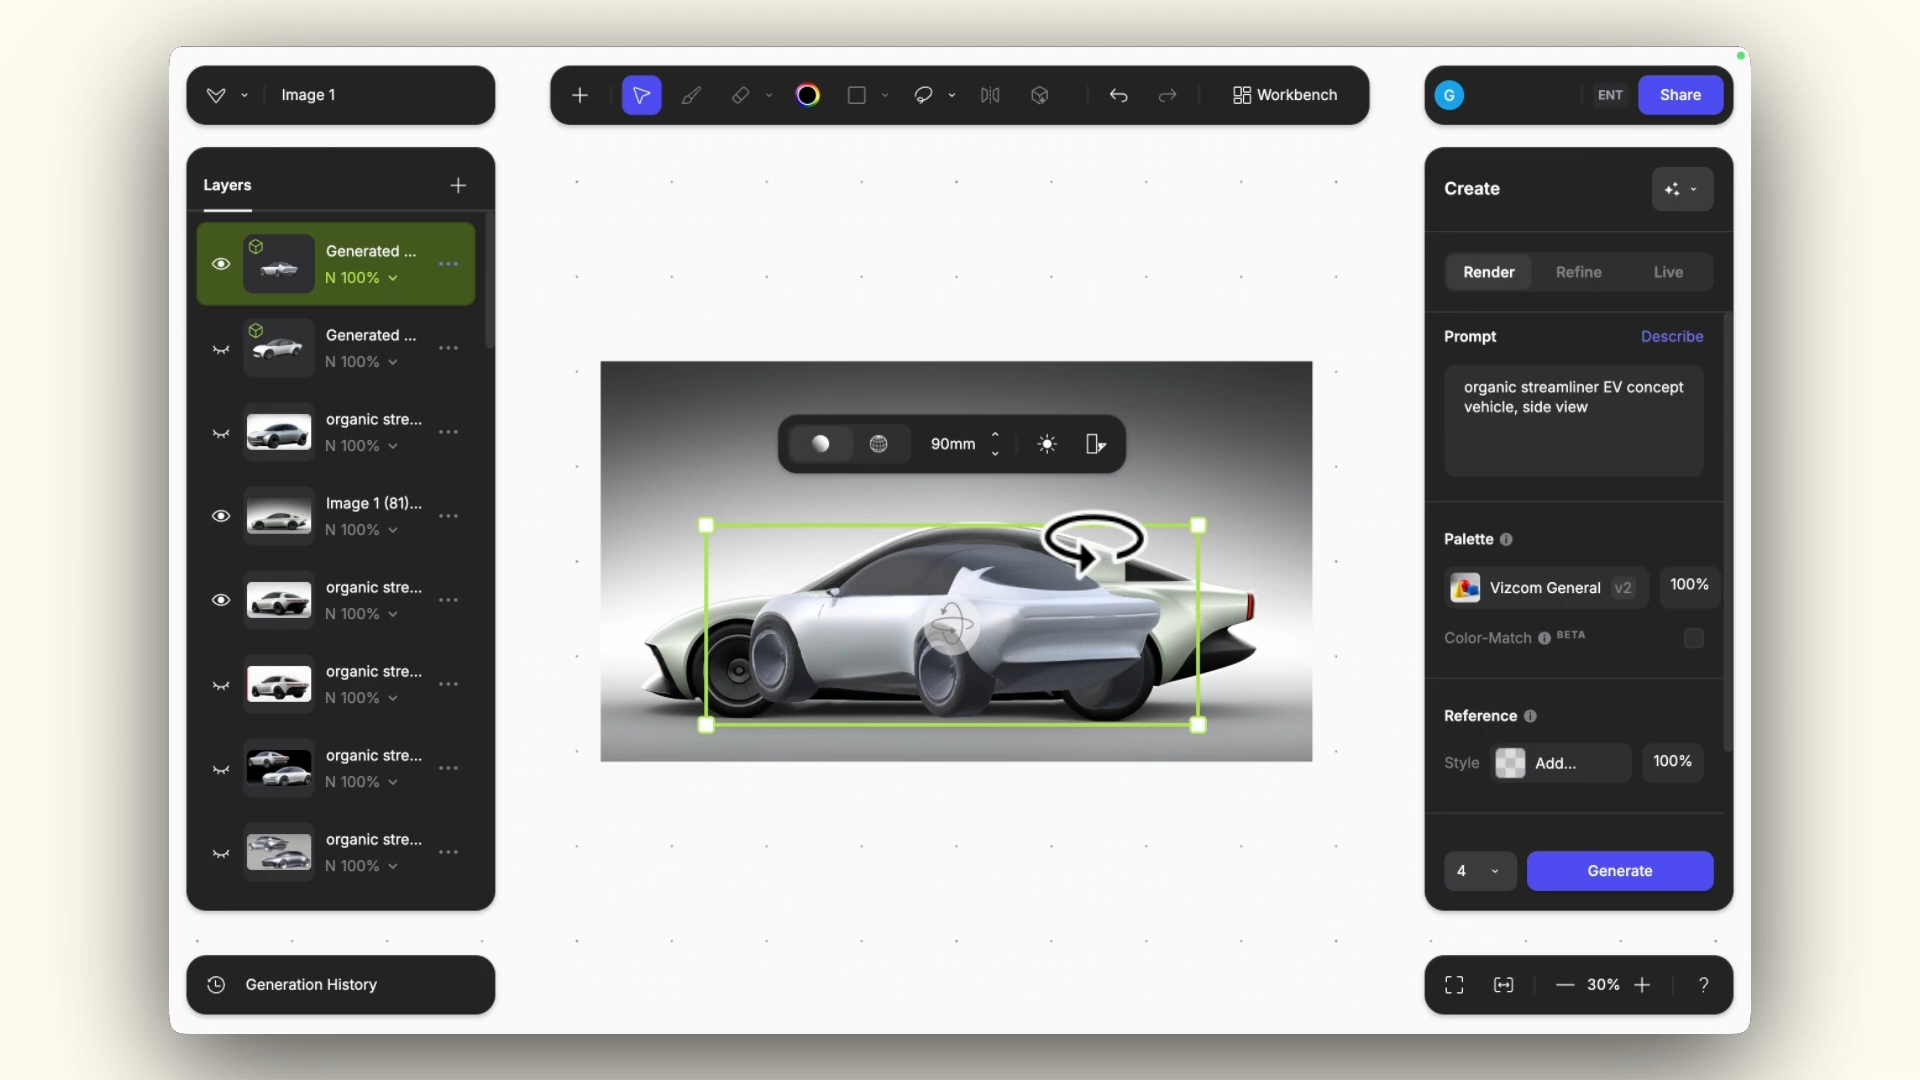 Image 1
Workbench
G
ENT
Share
Layers
Generated ...
N 100%
Generated ...
N 100%
organic stre...
N 100%
Image 1 (81)...
N 100%
organic stre...
N 100%
organic stre...
N 100%
organic stre...
N 100%
organic stre...
N 100%
Generation History
90mm
Create
Render
Refine
Live
Prompt
Describe
organic streamliner EV concept
vehicle, side view
Palette
Vizcom General v2
100%
Color-Match BETA
Reference
Style
Add...
100%
4
Generate
30%
?